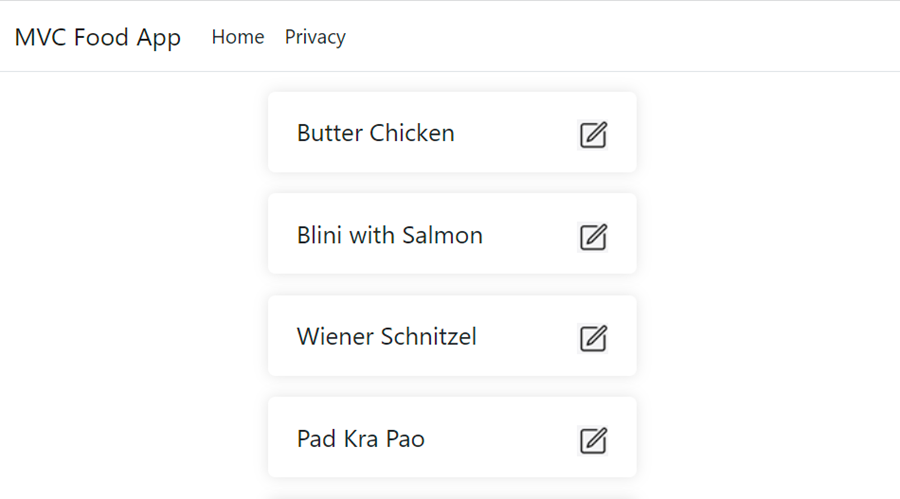 MVC Food App Home Privacy
Butter Chicken
Blini with Salmon
Wiener Schnitzel
Pad Kra Pao